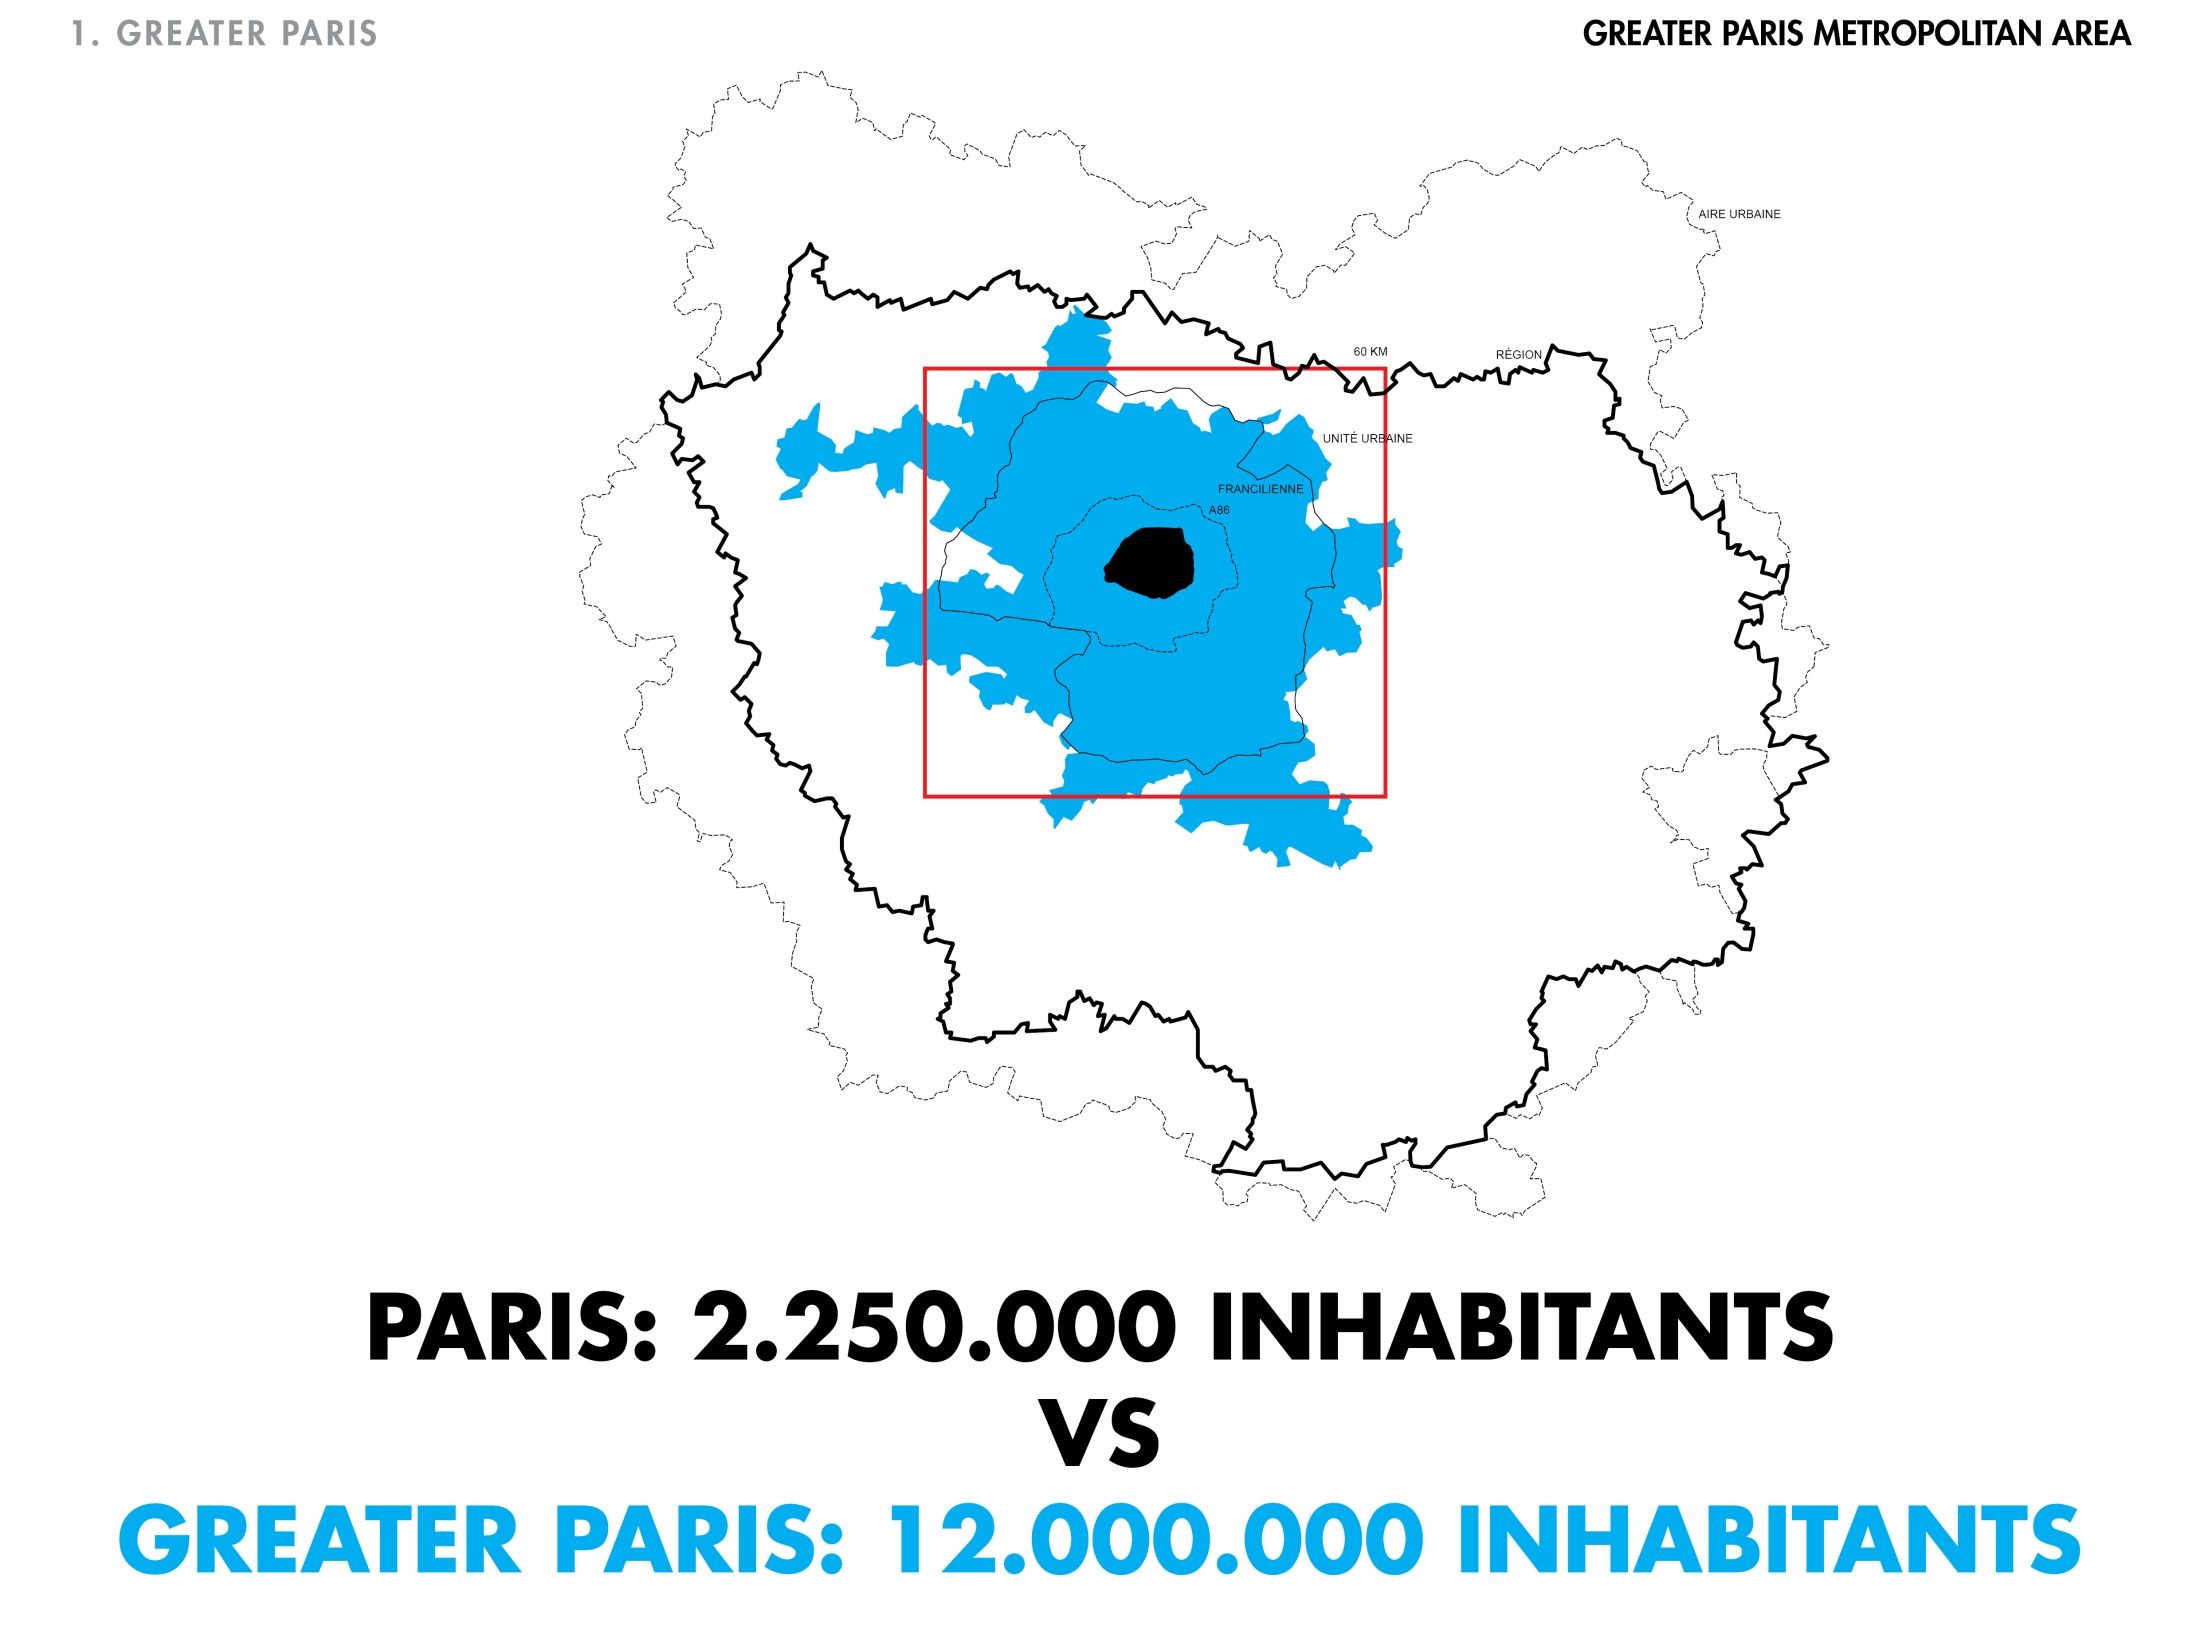 1. GREATER PARIS
GREATER PARIS METROPOLITAN AREA
AIRE URBAINE
60 KM
RÉGION
UNITÉ URBAINE
FRANCILIENNE
A86
PARIS: 2.250.000 INHABITANTS
VS
GREATER PARIS: 12.000.000 INHABITANTS